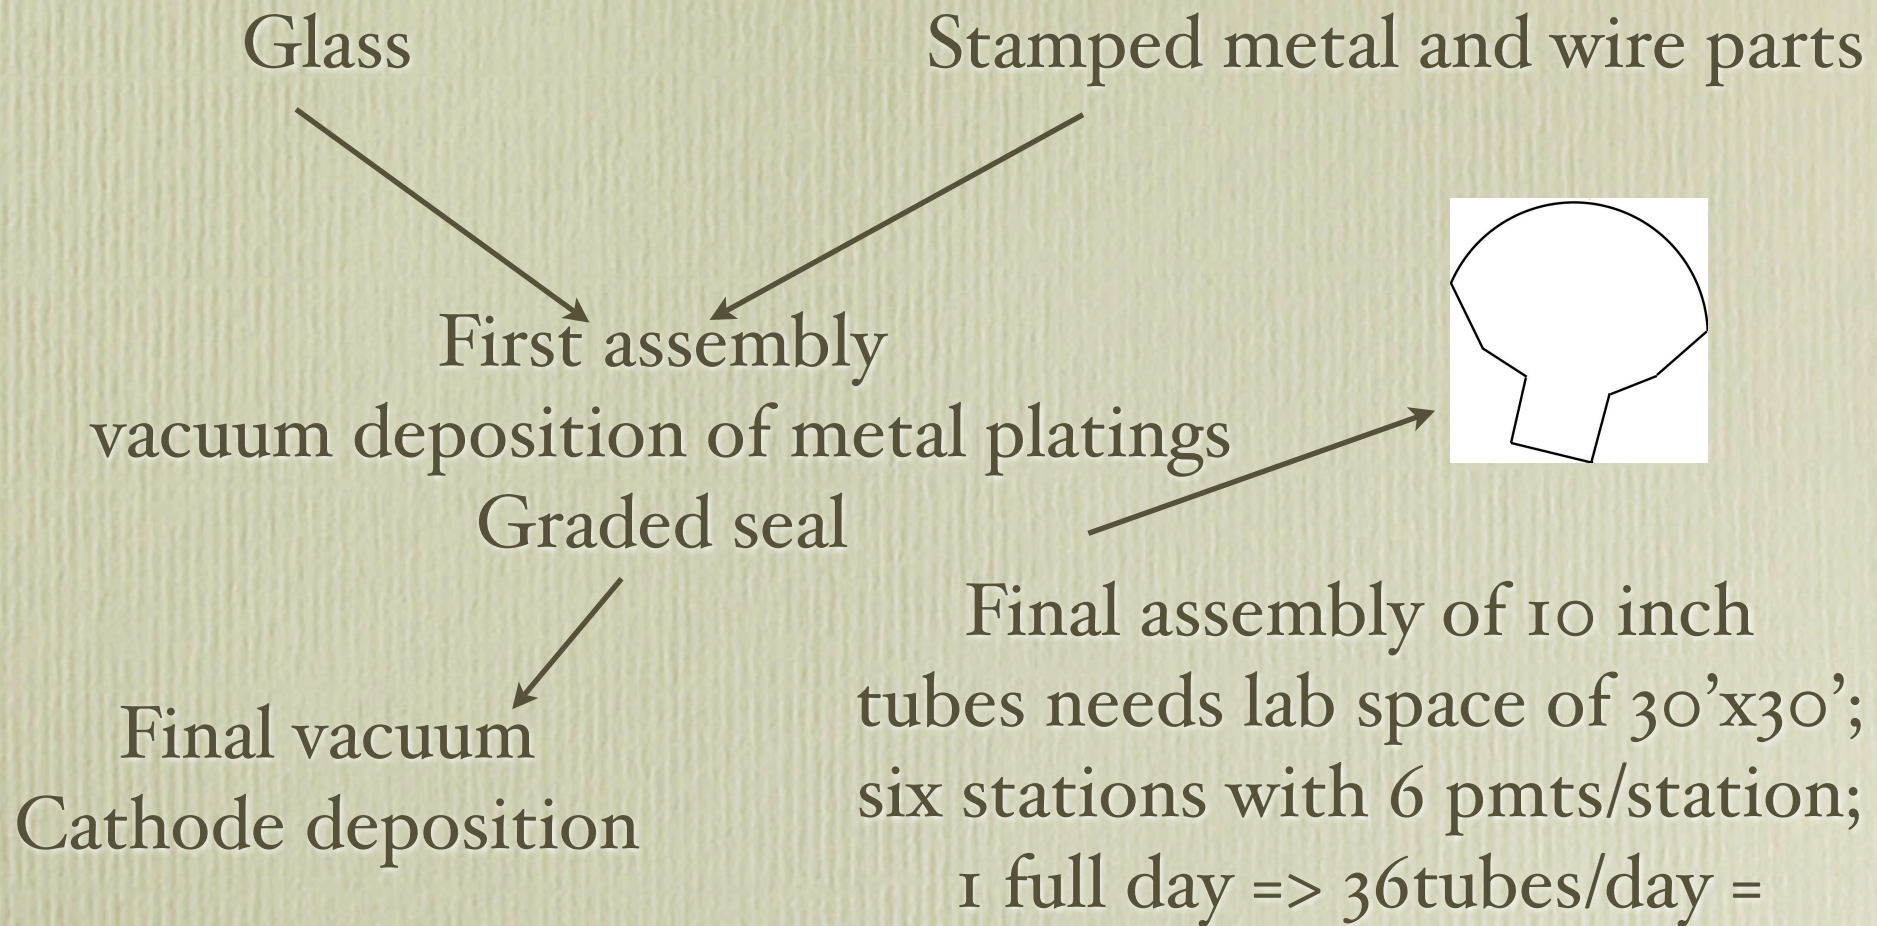 Glass
Stamped metal and wire parts
First assembly
vacuum deposition of metal platings
Graded seal
Final vacuum
Cathode deposition
Final assembly of 10 inch
tubes needs lab space of 30’x30’;
six stations with 6 pmts/station;
1 full day => 36tubes/day =